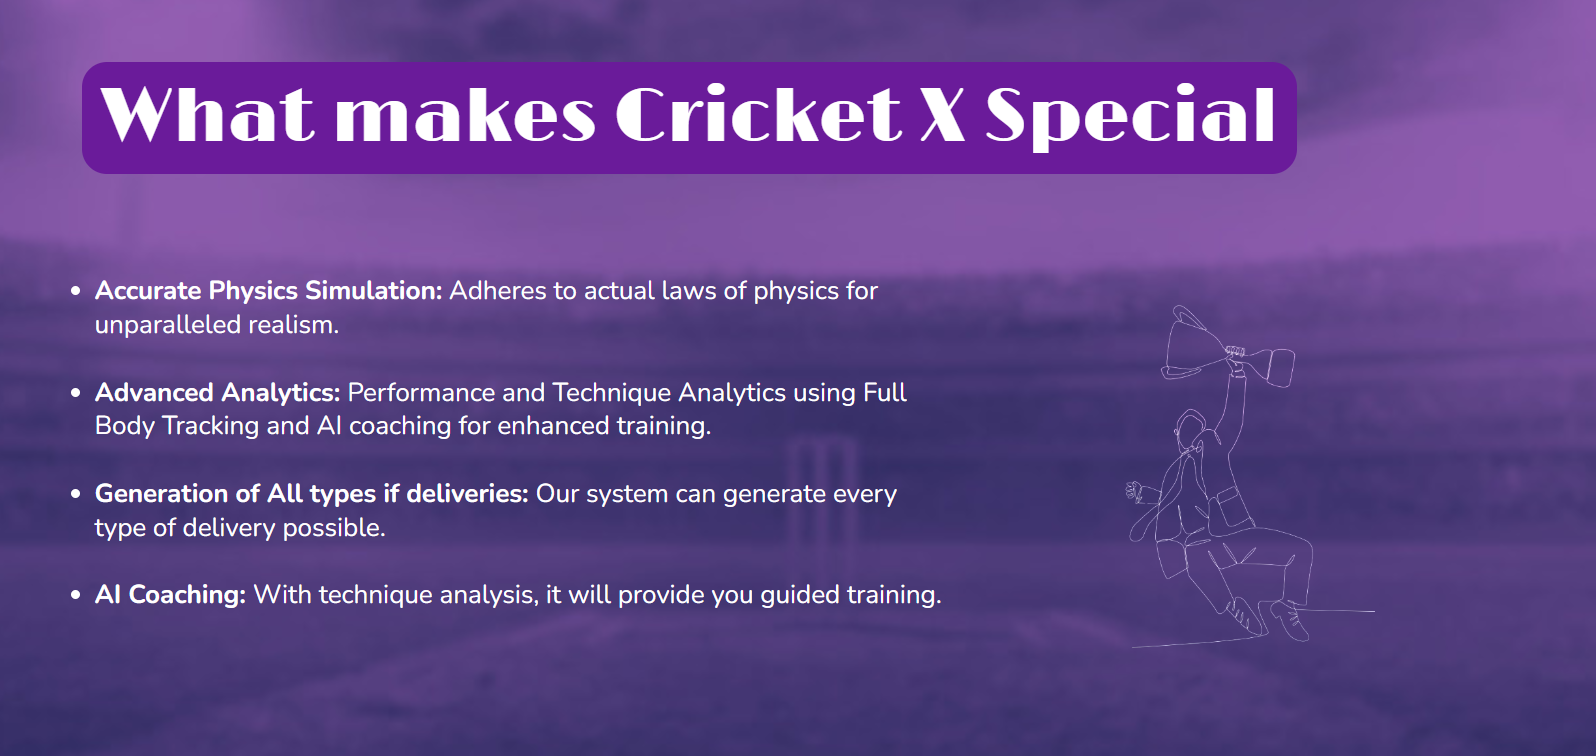 What makes Cricket X Special
• Accurate Physics Simulation: Adheres to actual laws of physics for
unparalleled realism.
• Advanced Analytics: Performance and Technique Analytics using Full
Body Tracking and AI coaching for enhanced training.
• Generation of All types if deliveries: Our system can generate every
type of delivery possible.
• AI Coaching: With technique analysis, it will provide you guided training.